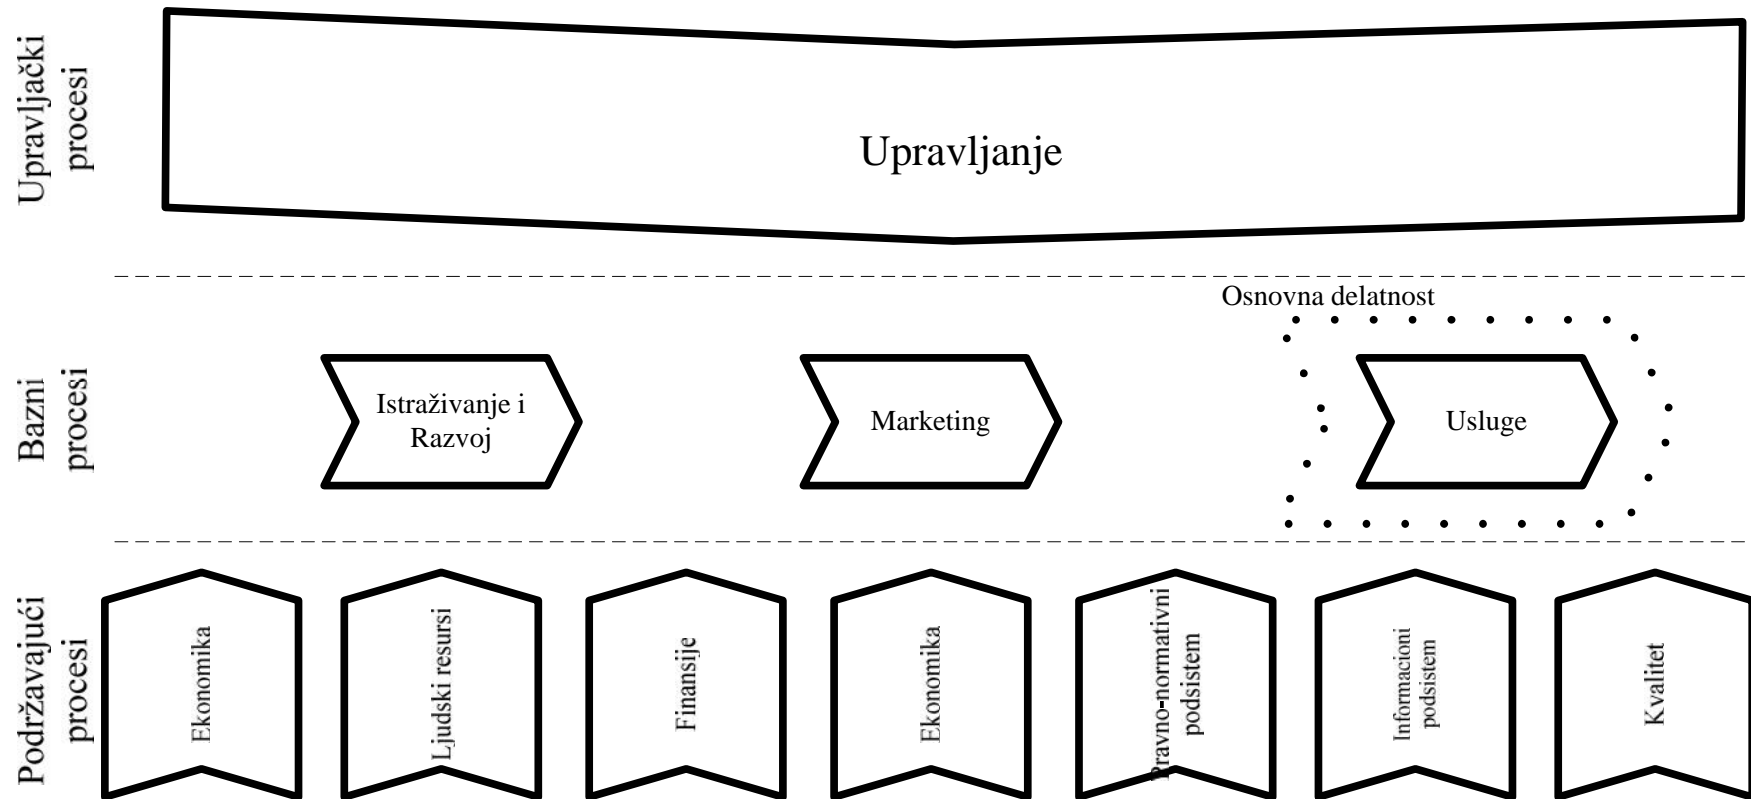 Upravljački
procesi
Upravljanje
Osnovna delatnost
Bazni
procesi
Istraživanje i
Razvoj
Marketing
Usluge
Podržavajući
procesi
Ekonomika
Ljudski resursi
Finansije
Ekonomika
Pravno-normativni
podsistem
Informacioni
podsistem
Kvalitet